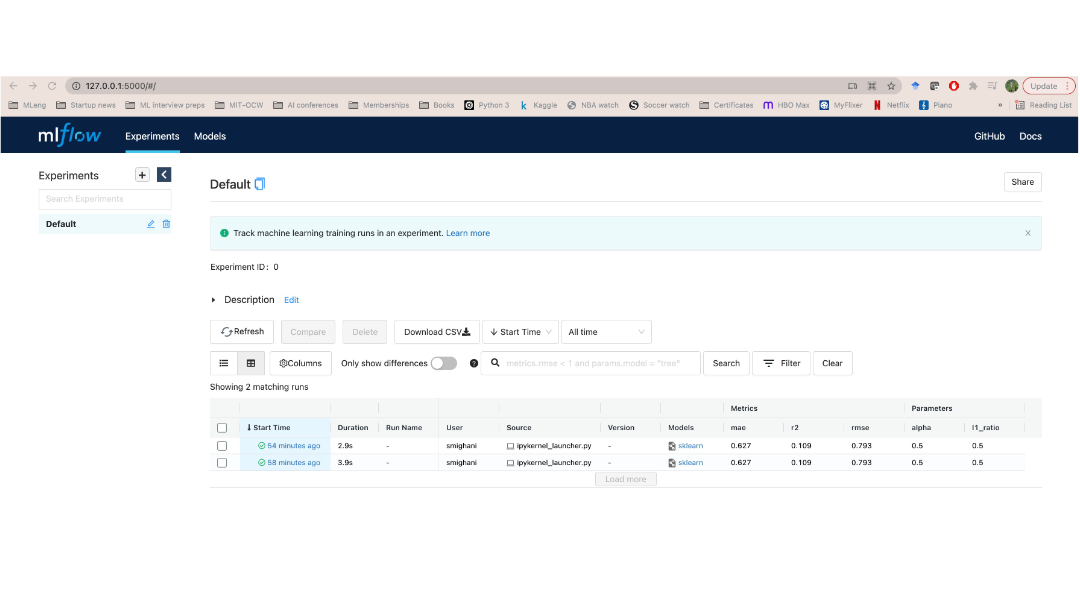 127.0.0.1:5000/#/
Update
MLeng Startup news ML interview preps MIT-OCW AI conferences Memberships Books Python 3 Kaggle NBA watch Soccer watch Certificates HBO Max MyFlixer Netflix Piano » Reading List
mlflow Experiments Models GitHub Docs
Experiments
Search Experiments
Default
Default
Share
Track machine learning training runs in an experiment. Learn more
Experiment ID: 0
Description Edit
Refresh Compare Delete Download CSV Start Time All time
Columns Only show differences metrics.rmse < 1 and params.model = "tree" Search Filter Clear
Showing 2 matching runs
Metrics Parameters
Start Time Duration Run Name User Source Version Models mae r2 rmse alpha l1_ratio
54 minutes ago 2.9s - smighani ipykernel_launcher.py - sklearn 0.627 0.109 0.793 0.5 0.5
58 minutes ago 3.9s - smighani ipykernel_launcher.py - sklearn 0.627 0.109 0.793 0.5 0.5
Load more